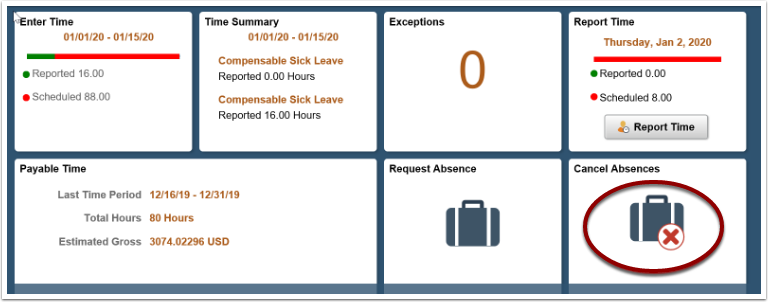 Enter Time
01/01/20 - 01/15/20
Reported 16.00
Scheduled 88.00
Time Summary
01/01/20 - 01/15/20
Compensable Sick Leave
Reported 0.00 Hours
Compensable Sick Leave
Reported 16.00 Hours
Exceptions
0
Report Time
Thursday, Jan 2, 2020
Reported 0.00
Scheduled 8.00
Report Time
Payable Time
Last Time Period 12/16/19 - 12/31/19
Total Hours 80 Hours
Estimated Gross 3074.02296 USD
Request Absence
Cancel Absences